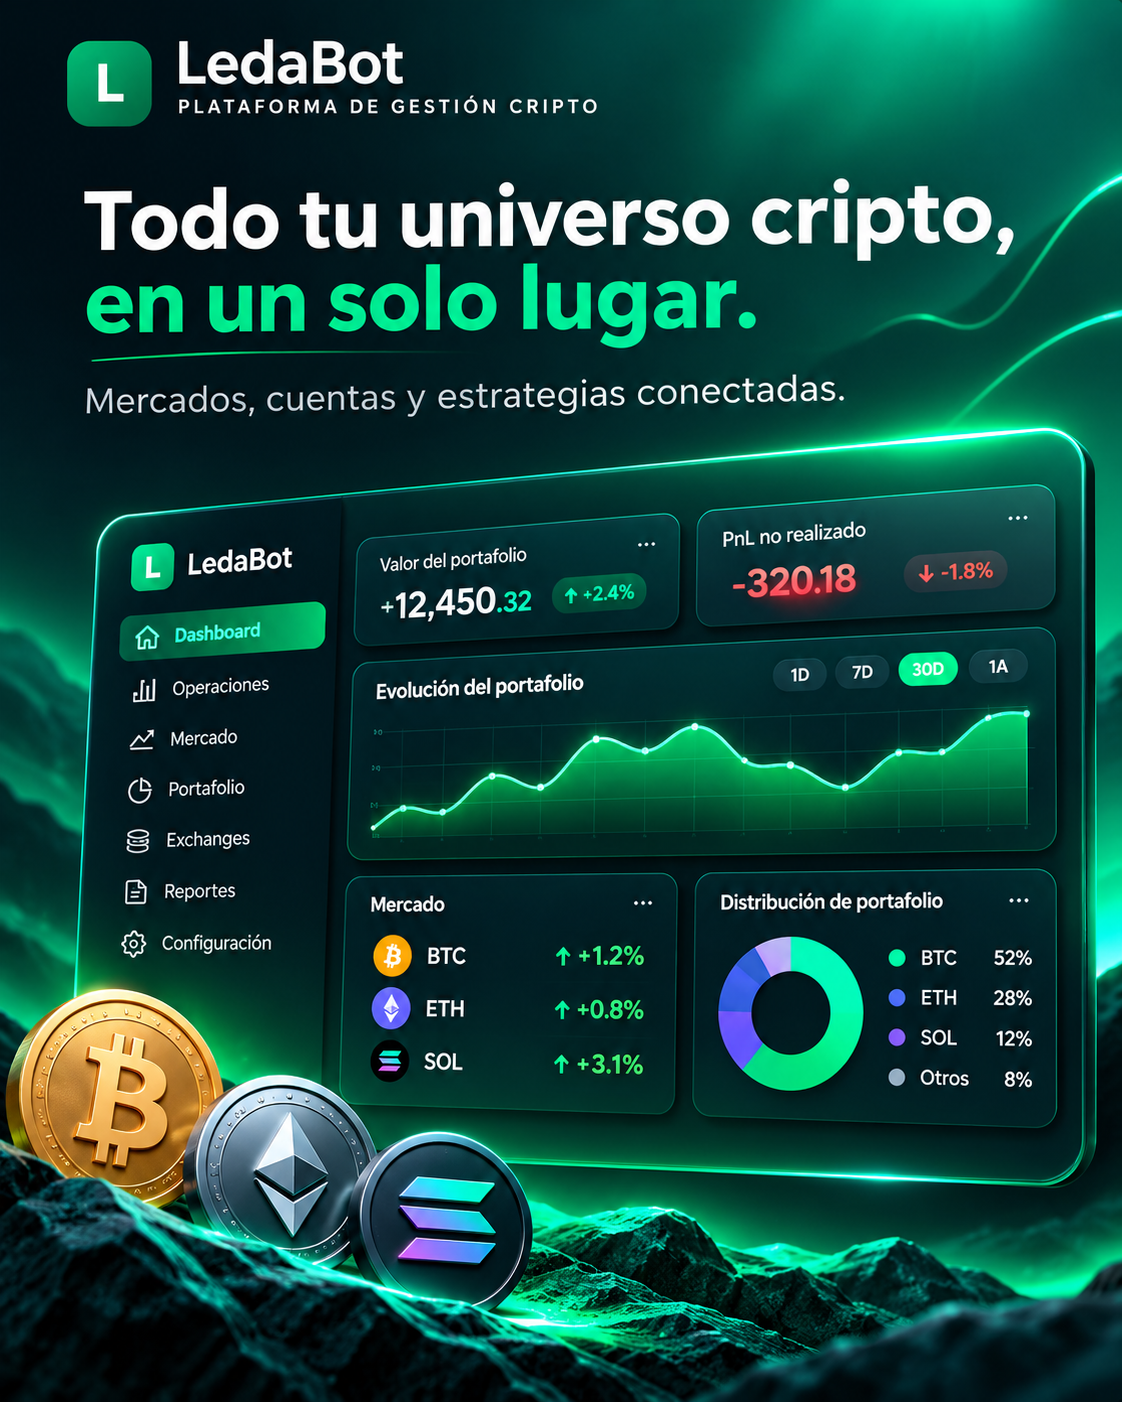 L
LedaBot
PLATAFORMA DE GESTIÓN CRIPTO
Todo tu universo cripto,
en un solo lugar.
Mercados, cuentas y estrategias conectadas.
L LedaBot
Dashboard
Operaciones
Mercado
Portafolio
Exchanges
Reportes
Configuración
Valor del portafolio
+12,450.32 +2.4%
PnL no realizado
-320.18 -1.8%
Evolución del portafolio
1D 7D 30D 1A
Mercado
BTC +1.2%
ETH +0.8%
SOL +3.1%
Distribución de portafolio
BTC 52%
ETH 28%
SOL 12%
Otros 8%